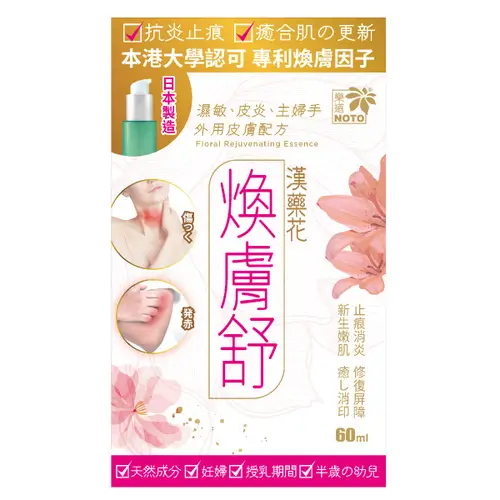 抗炎止痕 癒合肌の更新
本港大學認可 專利煥膚因子
日本製造
濕敏、皮炎、主婦手
外用皮膚配方
Floral Rejuvenating Essence
樂道
NOTO
漢藥花
煥膚舒
傷つく
発赤
止痕消炎 修復屏障
新生嫩肌 癒し消印
60ml
天然成分 妊婦 授乳期間 半歲の幼兒